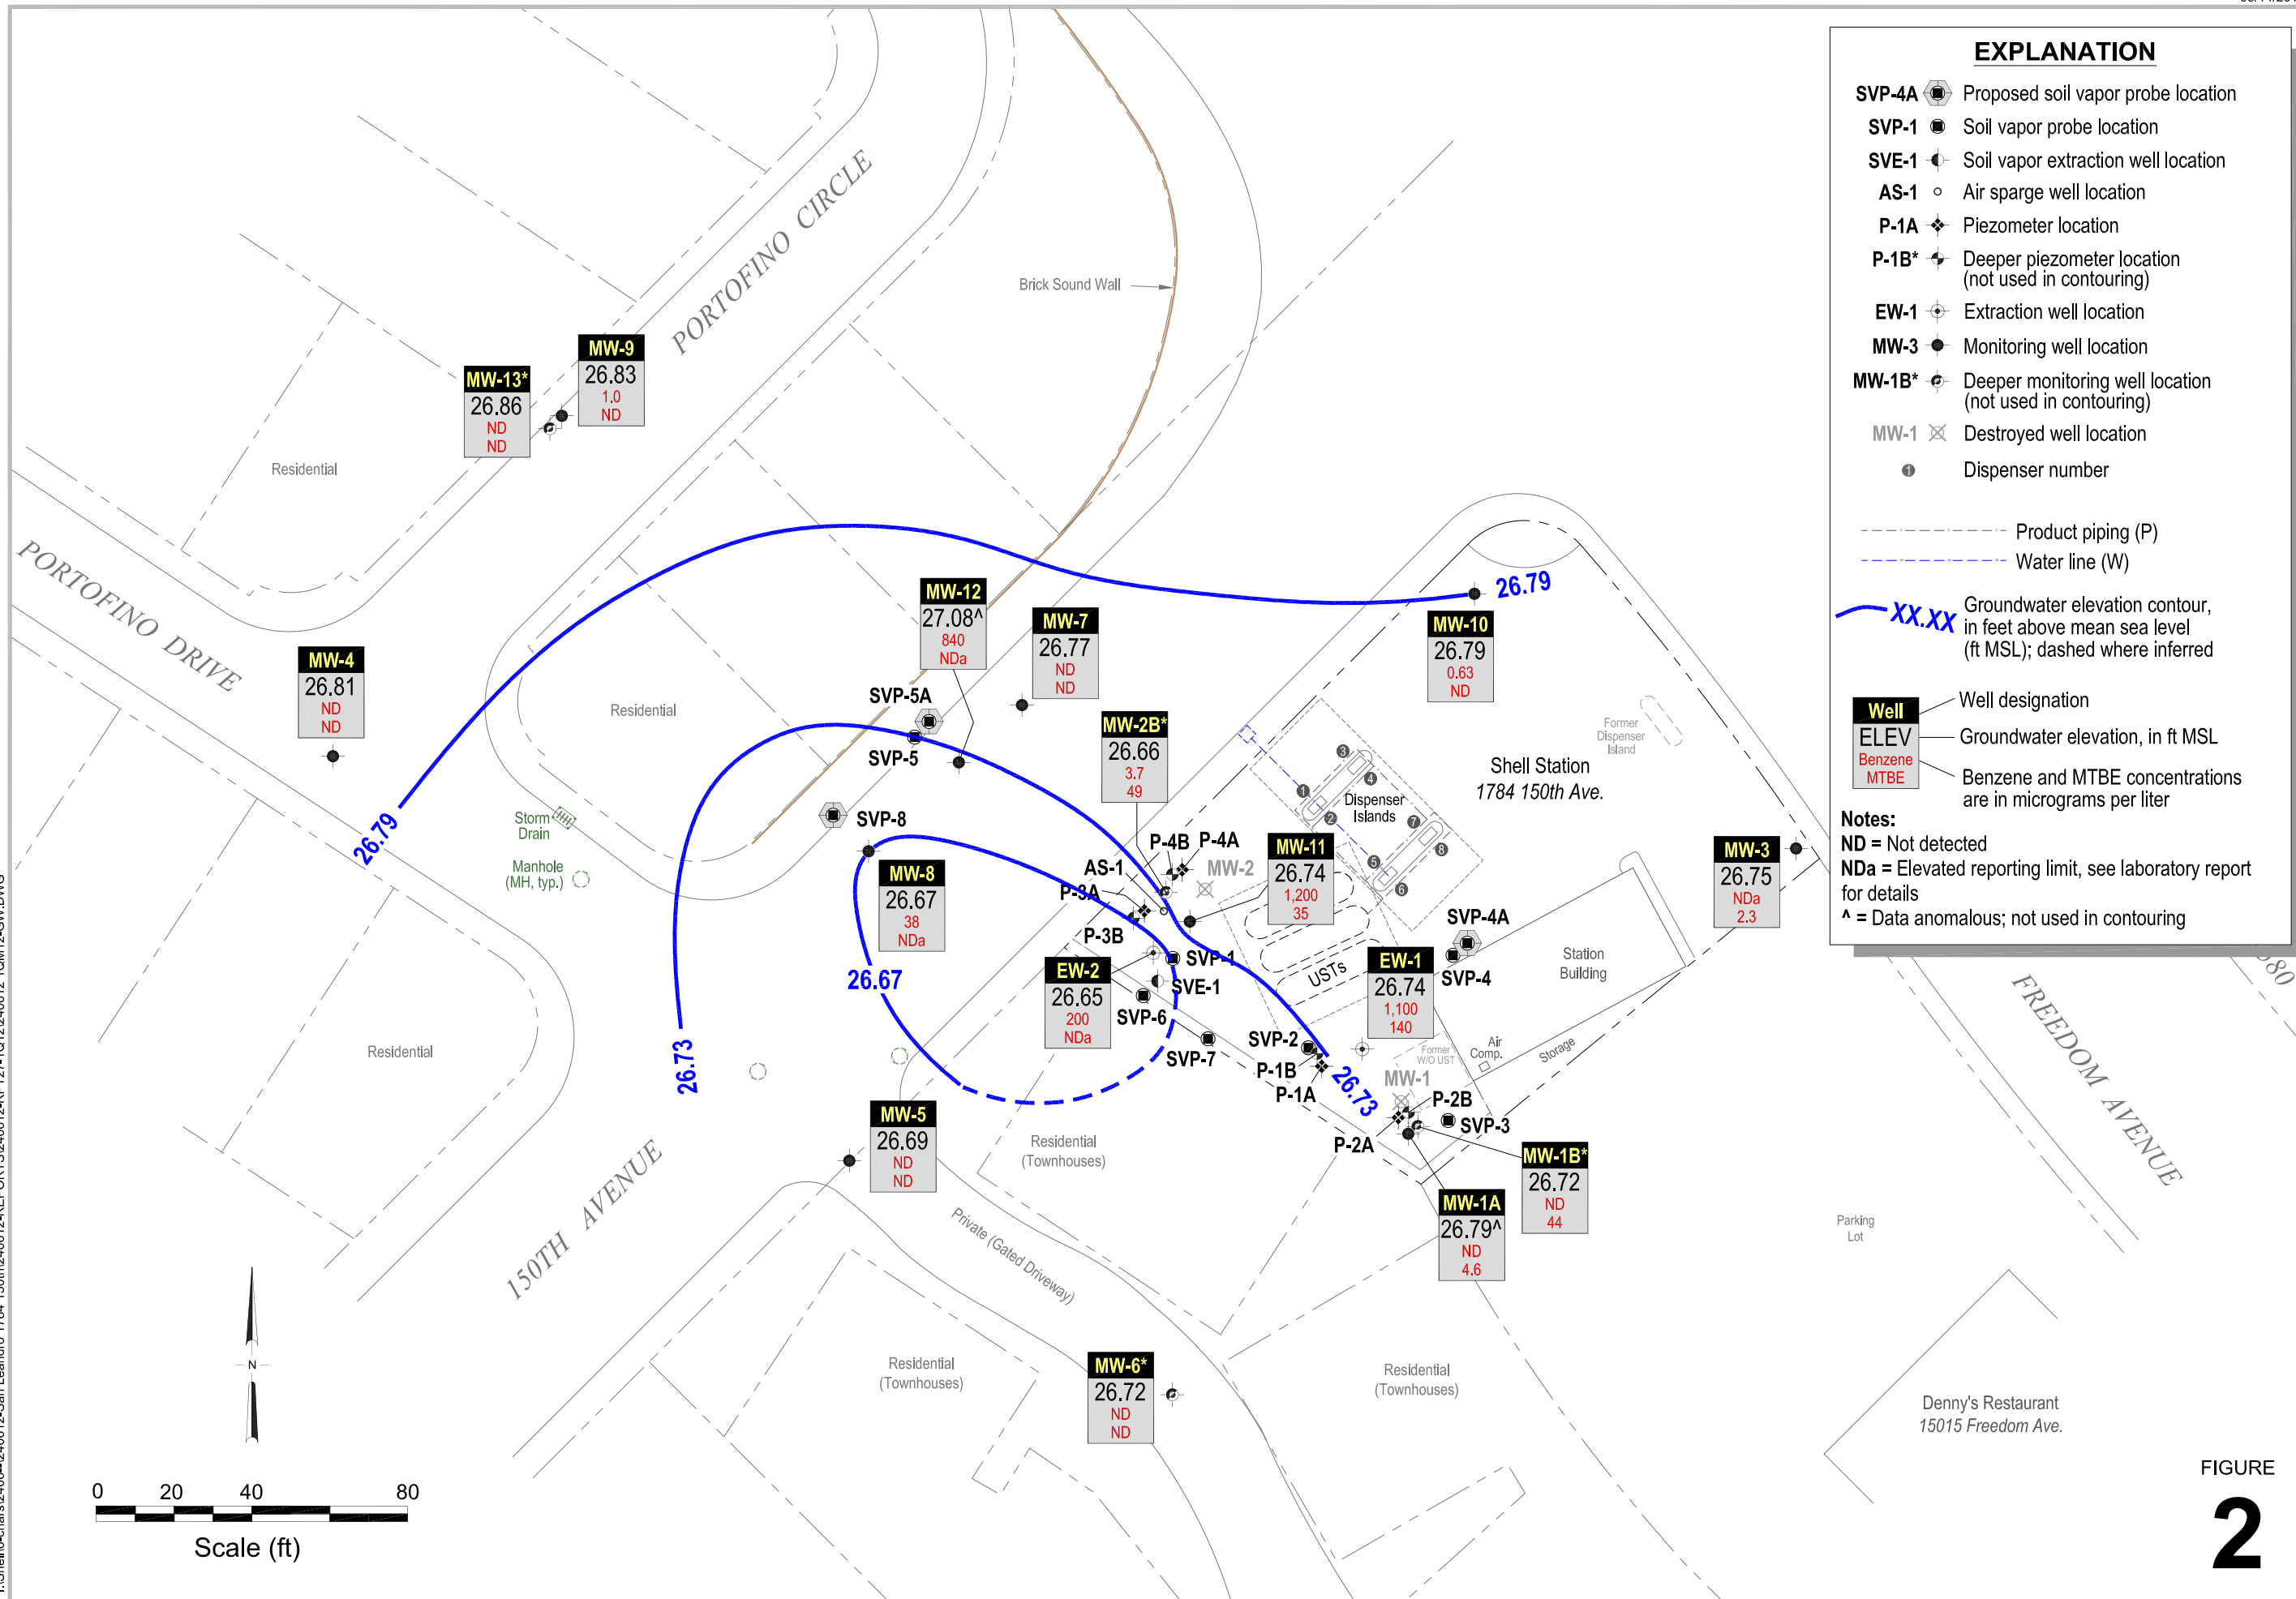 EXPLANATION
SVP-4A Proposed soil vapor probe location
SVP-1 Soil vapor probe location
SVE-1 Soil vapor extraction well location
AS-1 Air sparge well location
P-1A Piezometer location
P-1B* Deeper piezometer location
(not used in contouring)
EW-1 Extraction well location
MW-3 Monitoring well location
MW-1B* Deeper monitoring well location
(not used in contouring)
MW-1 Destroyed well location
1 Dispenser number
Product piping (P)
Water line (W)
XX.XX Groundwater elevation contour,
in feet above mean sea level
(ft MSL); dashed where inferred
Well
ELEV
Benzene
MTBE
Well designation
Groundwater elevation, in ft MSL
Benzene and MTBE concentrations
are in micrograms per liter
Notes:
ND = Not detected
NDa = Elevated reporting limit, see laboratory report
for details
^ = Data anomalous; not used in contouring
PORTOFINO CIRCLE
Brick Sound Wall
MW-9
26.83
1.0
ND
MW-13*
26.86
ND
ND
Residential
PORTOFINO DRIVE
MW-4
26.81
ND
ND
26.79
MW-12
27.08^
840
NDa
MW-7
26.77
ND
ND
26.79
MW-10
26.79
0.63
ND
Residential
SVP-5A
SVP-5
MW-2B*
26.66
3.7
49
Former
Dispenser
Island
Shell Station
1784 150th Ave.
3
4
1
2
Dispenser
Islands
7
8
5
6
Storm
Drain
Manhole
(MH, typ.)
SVP-8
MW-8
26.67
38
NDa
26.67
P-4B
P-4A
AS-1
MW-2
P-3A
P-3B
MW-11
26.74
1,200
35
MW-3
26.75
NDa
2.3
SVP-4A
SVP-4
USTs
Station
Building
EW-2
26.65
200
NDa
SVP-1
SVE-1
SVP-6
SVP-7
EW-1
26.74
1,100
140
SVP-2
P-1B
P-1A
26.73
Former
W/O UST
Air
Comp.
Storage
MW-1
P-2B
SVP-3
P-2A
26.73
Residential
MW-5
26.69
ND
ND
Residential
(Townhouses)
MW-1B*
26.72
ND
44
MW-1A
26.79^
ND
4.6
150TH AVENUE
Private (Gated Driveway)
FREEDOM AVENUE
Parking
Lot
N
Residential
(Townhouses)
MW-6*
26.72
ND
ND
Residential
(Townhouses)
Denny's Restaurant
15015 Freedom Ave.
0 20 40 80
Scale (ft)
FIGURE
2